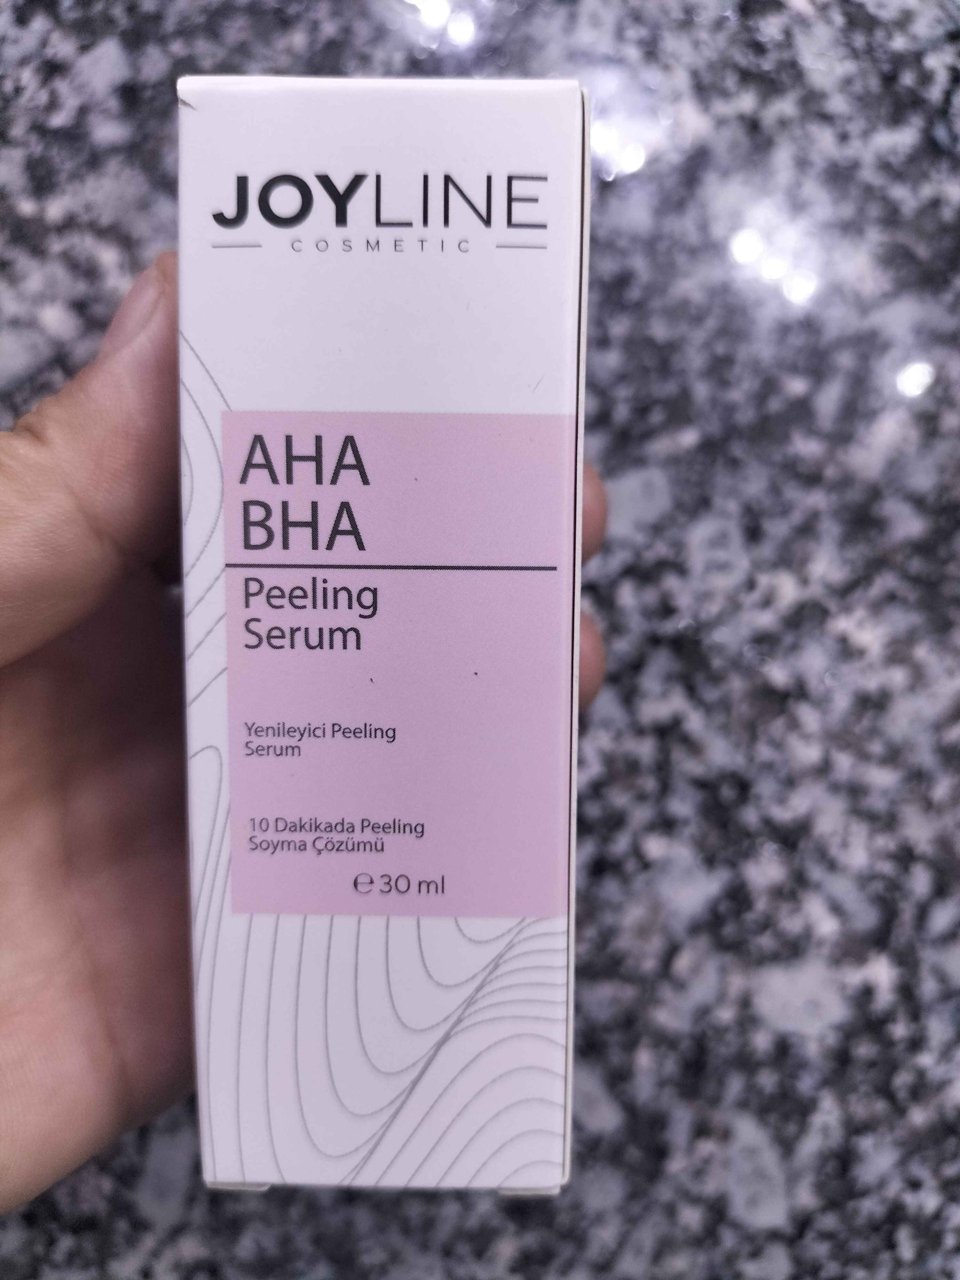 JOYLINE
COSMETIC
AHA
BHA
Peeling
Serum
Yenileyici Peeling
Serum
10 Dakikada Peeling
Soyma Çözümü
℮30 ml